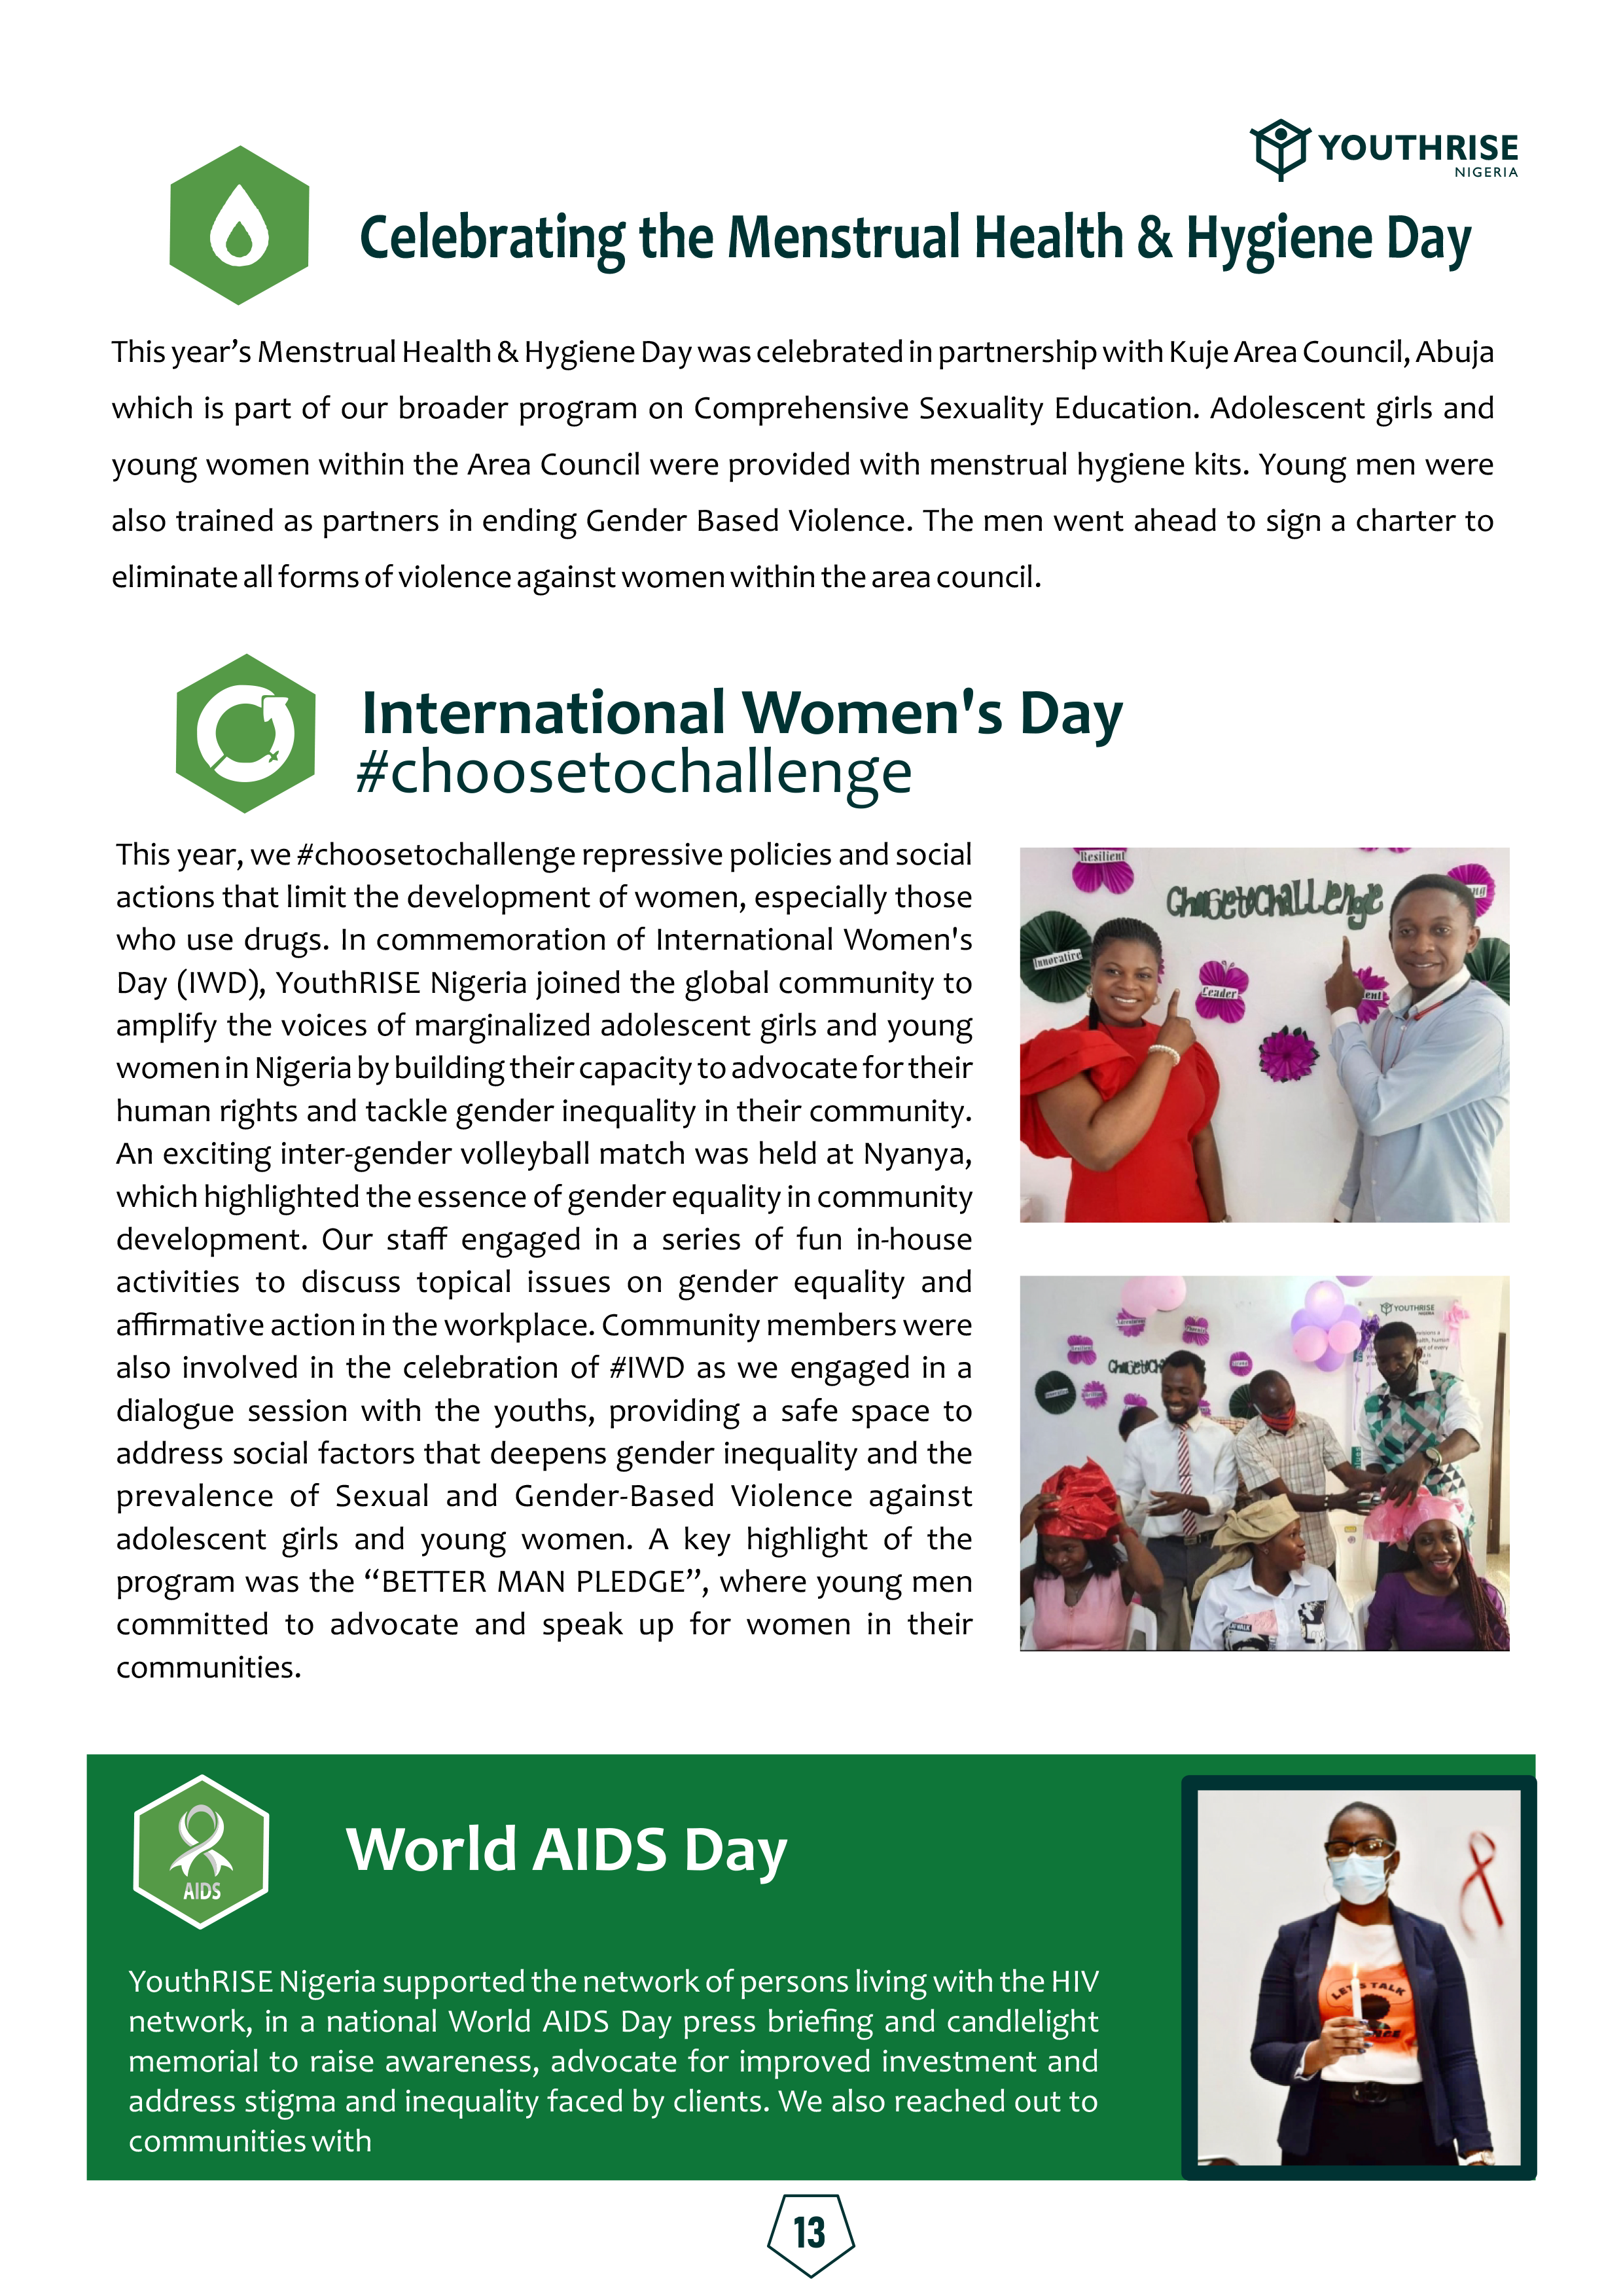 YOUTHRISE
NIGERIA
Celebrating the Menstrual Health & Hygiene Day
This year’s Menstrual Health & Hygiene Day was celebrated in partnership with Kuje Area Council, Abuja
which is part of our broader program on Comprehensive Sexuality Education. Adolescent girls and
young women within the Area Council were provided with menstrual hygiene kits. Young men were
also trained as partners in ending Gender Based Violence. The men went ahead to sign a charter to
eliminate all forms of violence against women within the area council.
International Women's Day
#choosetochallenge
This year, we #choosetochallenge repressive policies and social
actions that limit the development of women, especially those
who use drugs. In commemoration of International Women's
Day (IWD), YouthRISE Nigeria joined the global community to
amplify the voices of marginalized adolescent girls and young
women in Nigeria by building their capacity to advocate for their
human rights and tackle gender inequality in their community.
An exciting inter-gender volleyball match was held at Nyanya,
which highlighted the essence of gender equality in community
development. Our staff engaged in a series of fun in-house
activities to discuss topical issues on gender equality and
affirmative action in the workplace. Community members were
also involved in the celebration of #IWD as we engaged in a
dialogue session with the youths, providing a safe space to
address social factors that deepens gender inequality and the
prevalence of Sexual and Gender-Based Violence against
adolescent girls and young women. A key highlight of the
program was the “BETTER MAN PLEDGE”, where young men
committed to advocate and speak up for women in their
communities.
Resilient
ChooSetoChaLLEnge
Innovative
Leader
YOUTHRISE
NIGERIA
World AIDS Day
AIDS
YouthRISE Nigeria supported the network of persons living with the HIV
network, in a national World AIDS Day press briefing and candlelight
memorial to raise awareness, advocate for improved investment and
address stigma and inequality faced by clients. We also reached out to
communities with
LET'S TALK
13